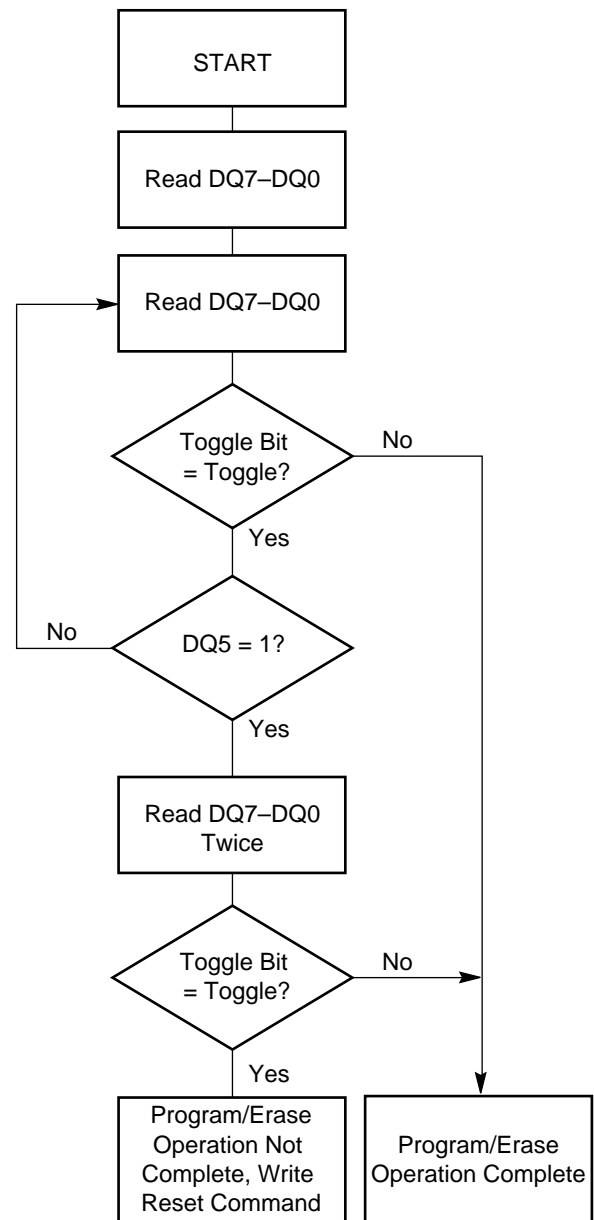 START
Read DQ7–DQ0
Read DQ7–DQ0
Toggle Bit
= Toggle?
No
Yes
No
DQ5 = 1?
Yes
Read DQ7–DQ0
Twice
Toggle Bit
= Toggle?
No
Yes
Program/Erase
Operation Not
Complete, Write
Reset Command
Program/Erase
Operation Complete